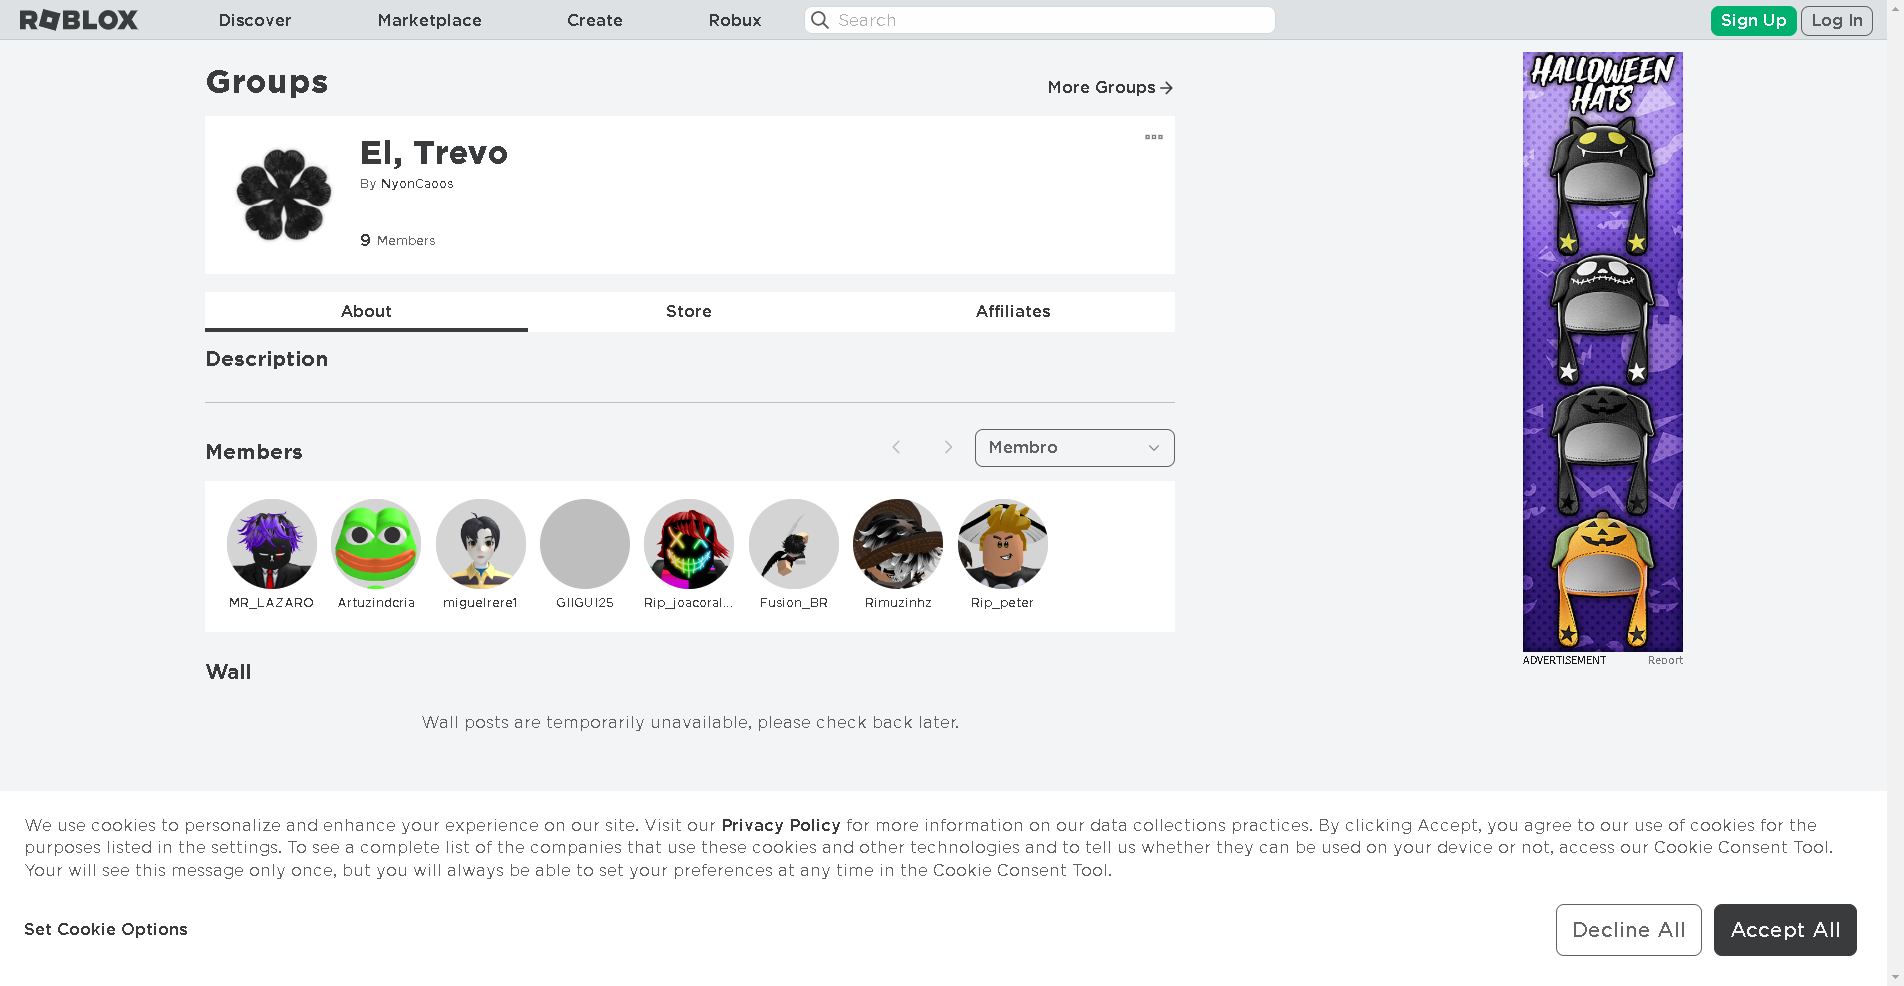 ROBLOX
Discover
Marketplace
Create
Robux
Search
Sign Up
Log In
Groups
More Groups
El, Trevo
By NyonCaoos
9 Members
About
Store
Affiliates
Description
Members
Membro
MR_LAZARO
Artuzindcria
miguelrere1
Rip_joacoral...
Fusion_BR
Rimuzinhz
Rip_peter
Wall
Wall posts are temporarily unavailable, please check back later.
HALLOWEEN
HATS
ADVERTISEMENT
Report
We use cookies to personalize and enhance your experience on our site. Visit our Privacy Policy for more information on our data collections practices. By clicking Accept, you agree to our use of cookies for the
purposes listed in the settings. To see a complete list of the companies that use these cookies and other technologies and to tell us whether they can be used on your device or not, access our Cookie Consent Tool.
Your will see this message only once, but you will always be able to set your preferences at any time in the Cookie Consent Tool.
Set Cookie Options
Decline All
Accept All